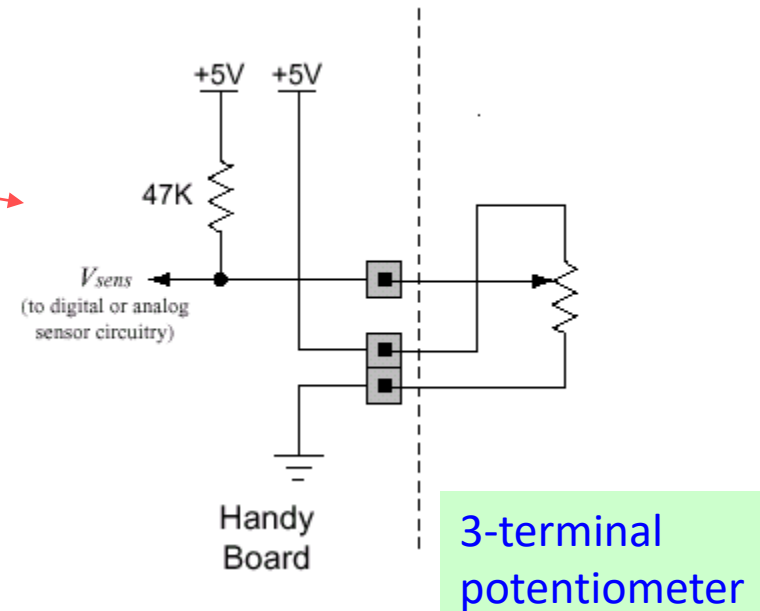 +5V +5V
47K
Vsens
(to digital or analog
sensor circuitry)
Handy
Board
3-terminal
potentiometer